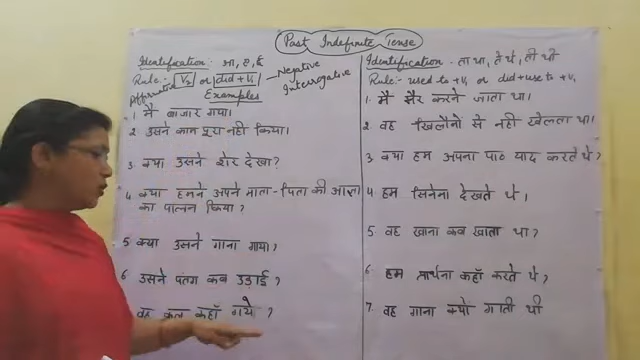 Past Indefinite Tense
Identification - आ, ए, ई
Rule:- V₂ or did + V₁
Affirmative
Negative
Interrogative
Examples
1. मैं बाजार गया।
2. उसने काम पूरा नहीं किया।
3. क्या उसने शेर देखा?
4. क्या हमने अपने माता-पिता की आज्ञा
का पालन किया?
5 क्या उसने गाना गाया?
6 उसने पतंग कब उड़ाई?
वह कल कहाँ गये?
Identification - ता था, ते थे, ती थी
Rule:- used to + V₁ or did + use to + V₁
1. मैं सैर करने जाता था।
2 वह खिलौनो से नही खेलता था।
3. क्या हम अपना पाठ याद करते थे?
4. हम सिनेना देखते थे।
5. वह खाना कब खाता था?
6 हम प्रार्थना कहाँ करते थे?
7. वह गाना क्यों गाती थी